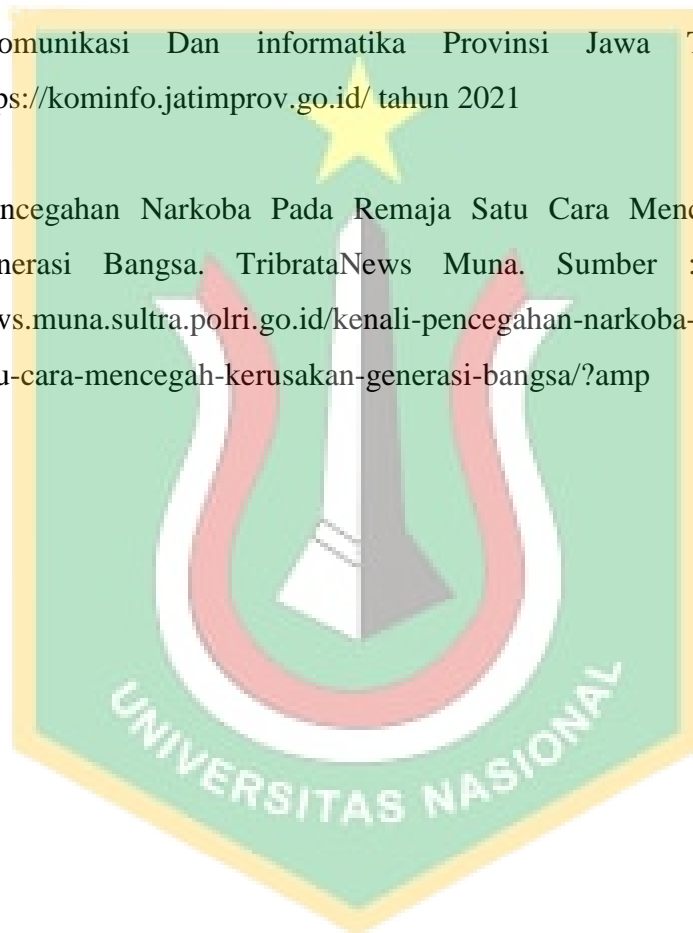 omunikasi Dan informatika Provinsi Jawa T
ps://kominfo.jatimprov.go.id/ tahun 2021
ncegahan Narkoba Pada Remaja Satu Cara Menc
nerasi Bangsa. TribrataNews Muna. Sumber :
ws.muna.sultra.polri.go.id/kenali-pencegahan-narkoba-
u-cara-mencegah-kerusakan-generasi-bangsa/?amp
UNIVERSITAS NASIONAL